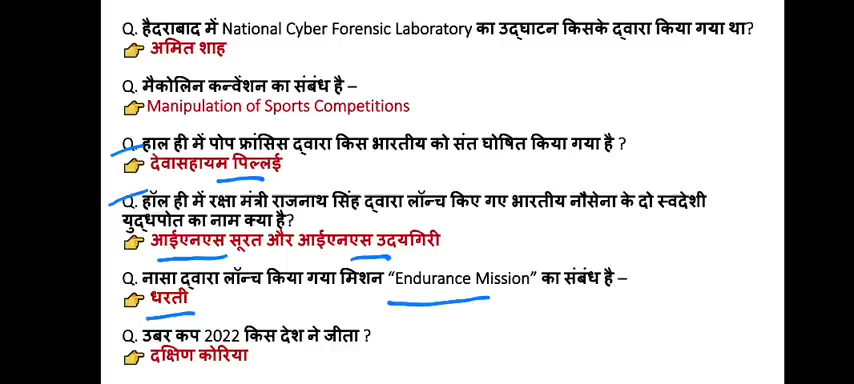 Q. हैदराबाद में National Cyber Forensic Laboratory का उद्घाटन किसके द्वारा किया गया था?
👉 अमित शाह
Q. मैकोलिन कन्वेंशन का संबंध है –
👉 Manipulation of Sports Competitions
Q. हाल ही में पोप फ्रांसिस द्वारा किस भारतीय को संत घोषित किया गया है ?
👉 देवासहायम पिल्लई
Q. हॉल ही में रक्षा मंत्री राजनाथ सिंह द्वारा लॉन्च किए गए भारतीय नौसेना के दो स्वदेशी
युद्धपोत का नाम क्या है?
👉 आईएनएस सूरत और आईएनएस उदयगिरी
Q. नासा द्वारा लॉन्च किया गया मिशन “Endurance Mission” का संबंध है –
👉 धरती
Q. उबर कप 2022 किस देश ने जीता ?
👉 दक्षिण कोरिया